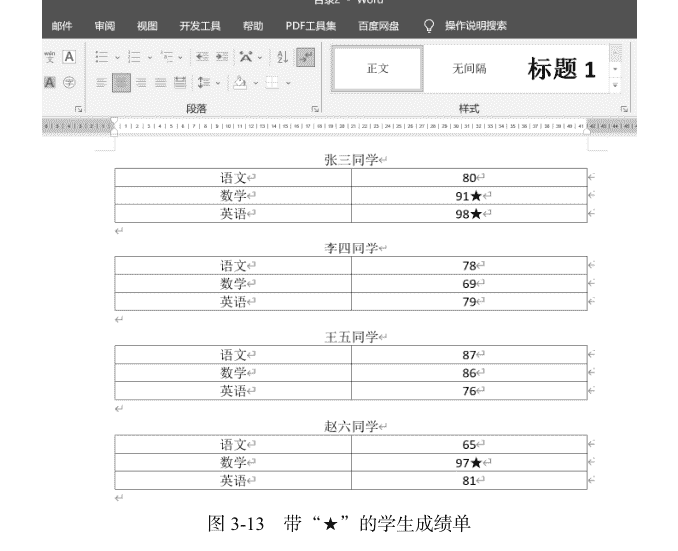 邮件 审阅 视图 开发工具 帮助 PDF工具集 百度网盘 操作说明搜索
正文 无间隔 标题 1
段落 样式
张三同学
语文 80
数学 91★
英语 98★
李四同学
语文 78
数学 69
英语 79
王五同学
语文 87
数学 86
英语 76
赵六同学
语文 65
数学 97★
英语 81
图 3-13 带“★”的学生成绩单